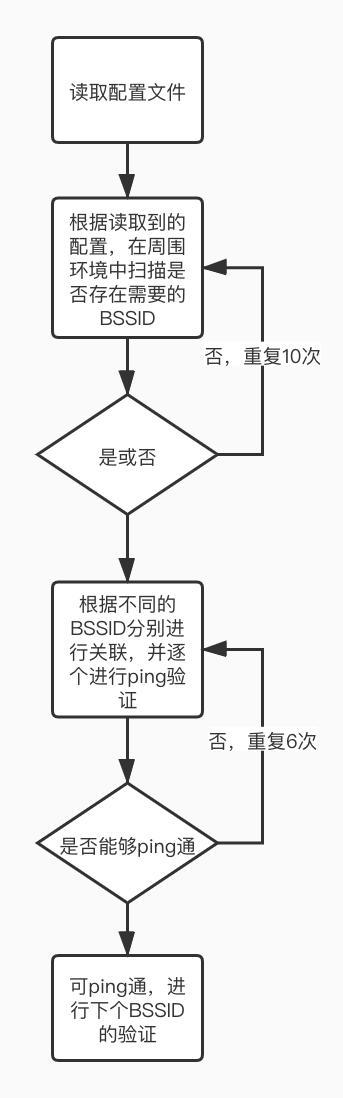 读取配置文件
根据读取到的
配置，在周围
环境中扫描是
否存在需要的
BSSID
否，重复10次
是或否
根据不同的
BSSID分别进
行关联，并逐
个进行ping验
证
否，重复6次
是否能够ping通
可ping通，进
行下个BSSID
的验证